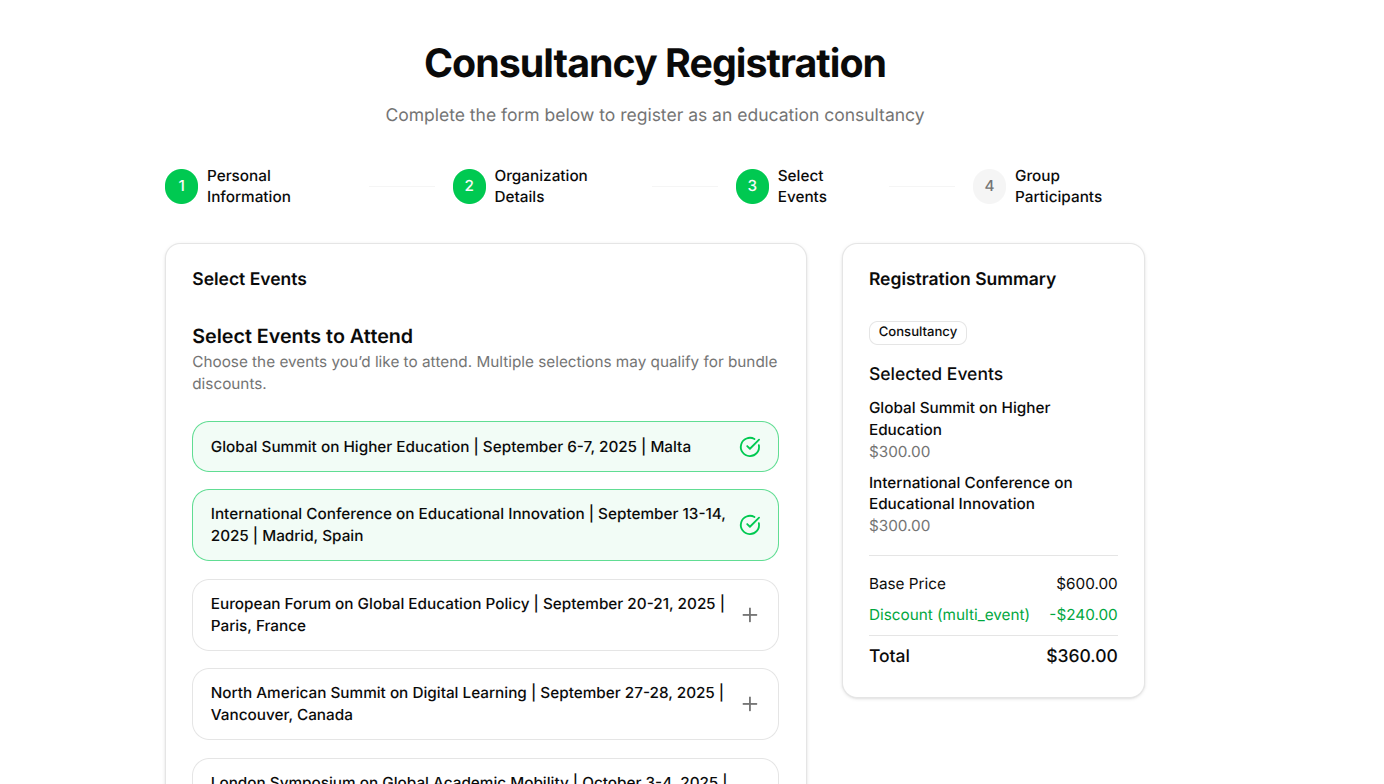 Consultancy Registration
Complete the form below to register as an education consultancy
1
Personal
Information
2
Organization
Details
3
Select
Events
4
Group
Participants
Select Events
Select Events to Attend
Choose the events you’d like to attend. Multiple selections may qualify for bundle
discounts.
Global Summit on Higher Education | September 6-7, 2025 | Malta
International Conference on Educational Innovation | September 13-14,
2025 | Madrid, Spain
European Forum on Global Education Policy | September 20-21, 2025 |
Paris, France
North American Summit on Digital Learning | September 27-28, 2025 |
Vancouver, Canada
London Symposium on Global Academic Mobility | October 3-4, 2025 |
Registration Summary
Consultancy
Selected Events
Global Summit on Higher
Education
$300.00
International Conference on
Educational Innovation
$300.00
Base Price $600.00
Discount (multi_event) -$240.00
Total $360.00